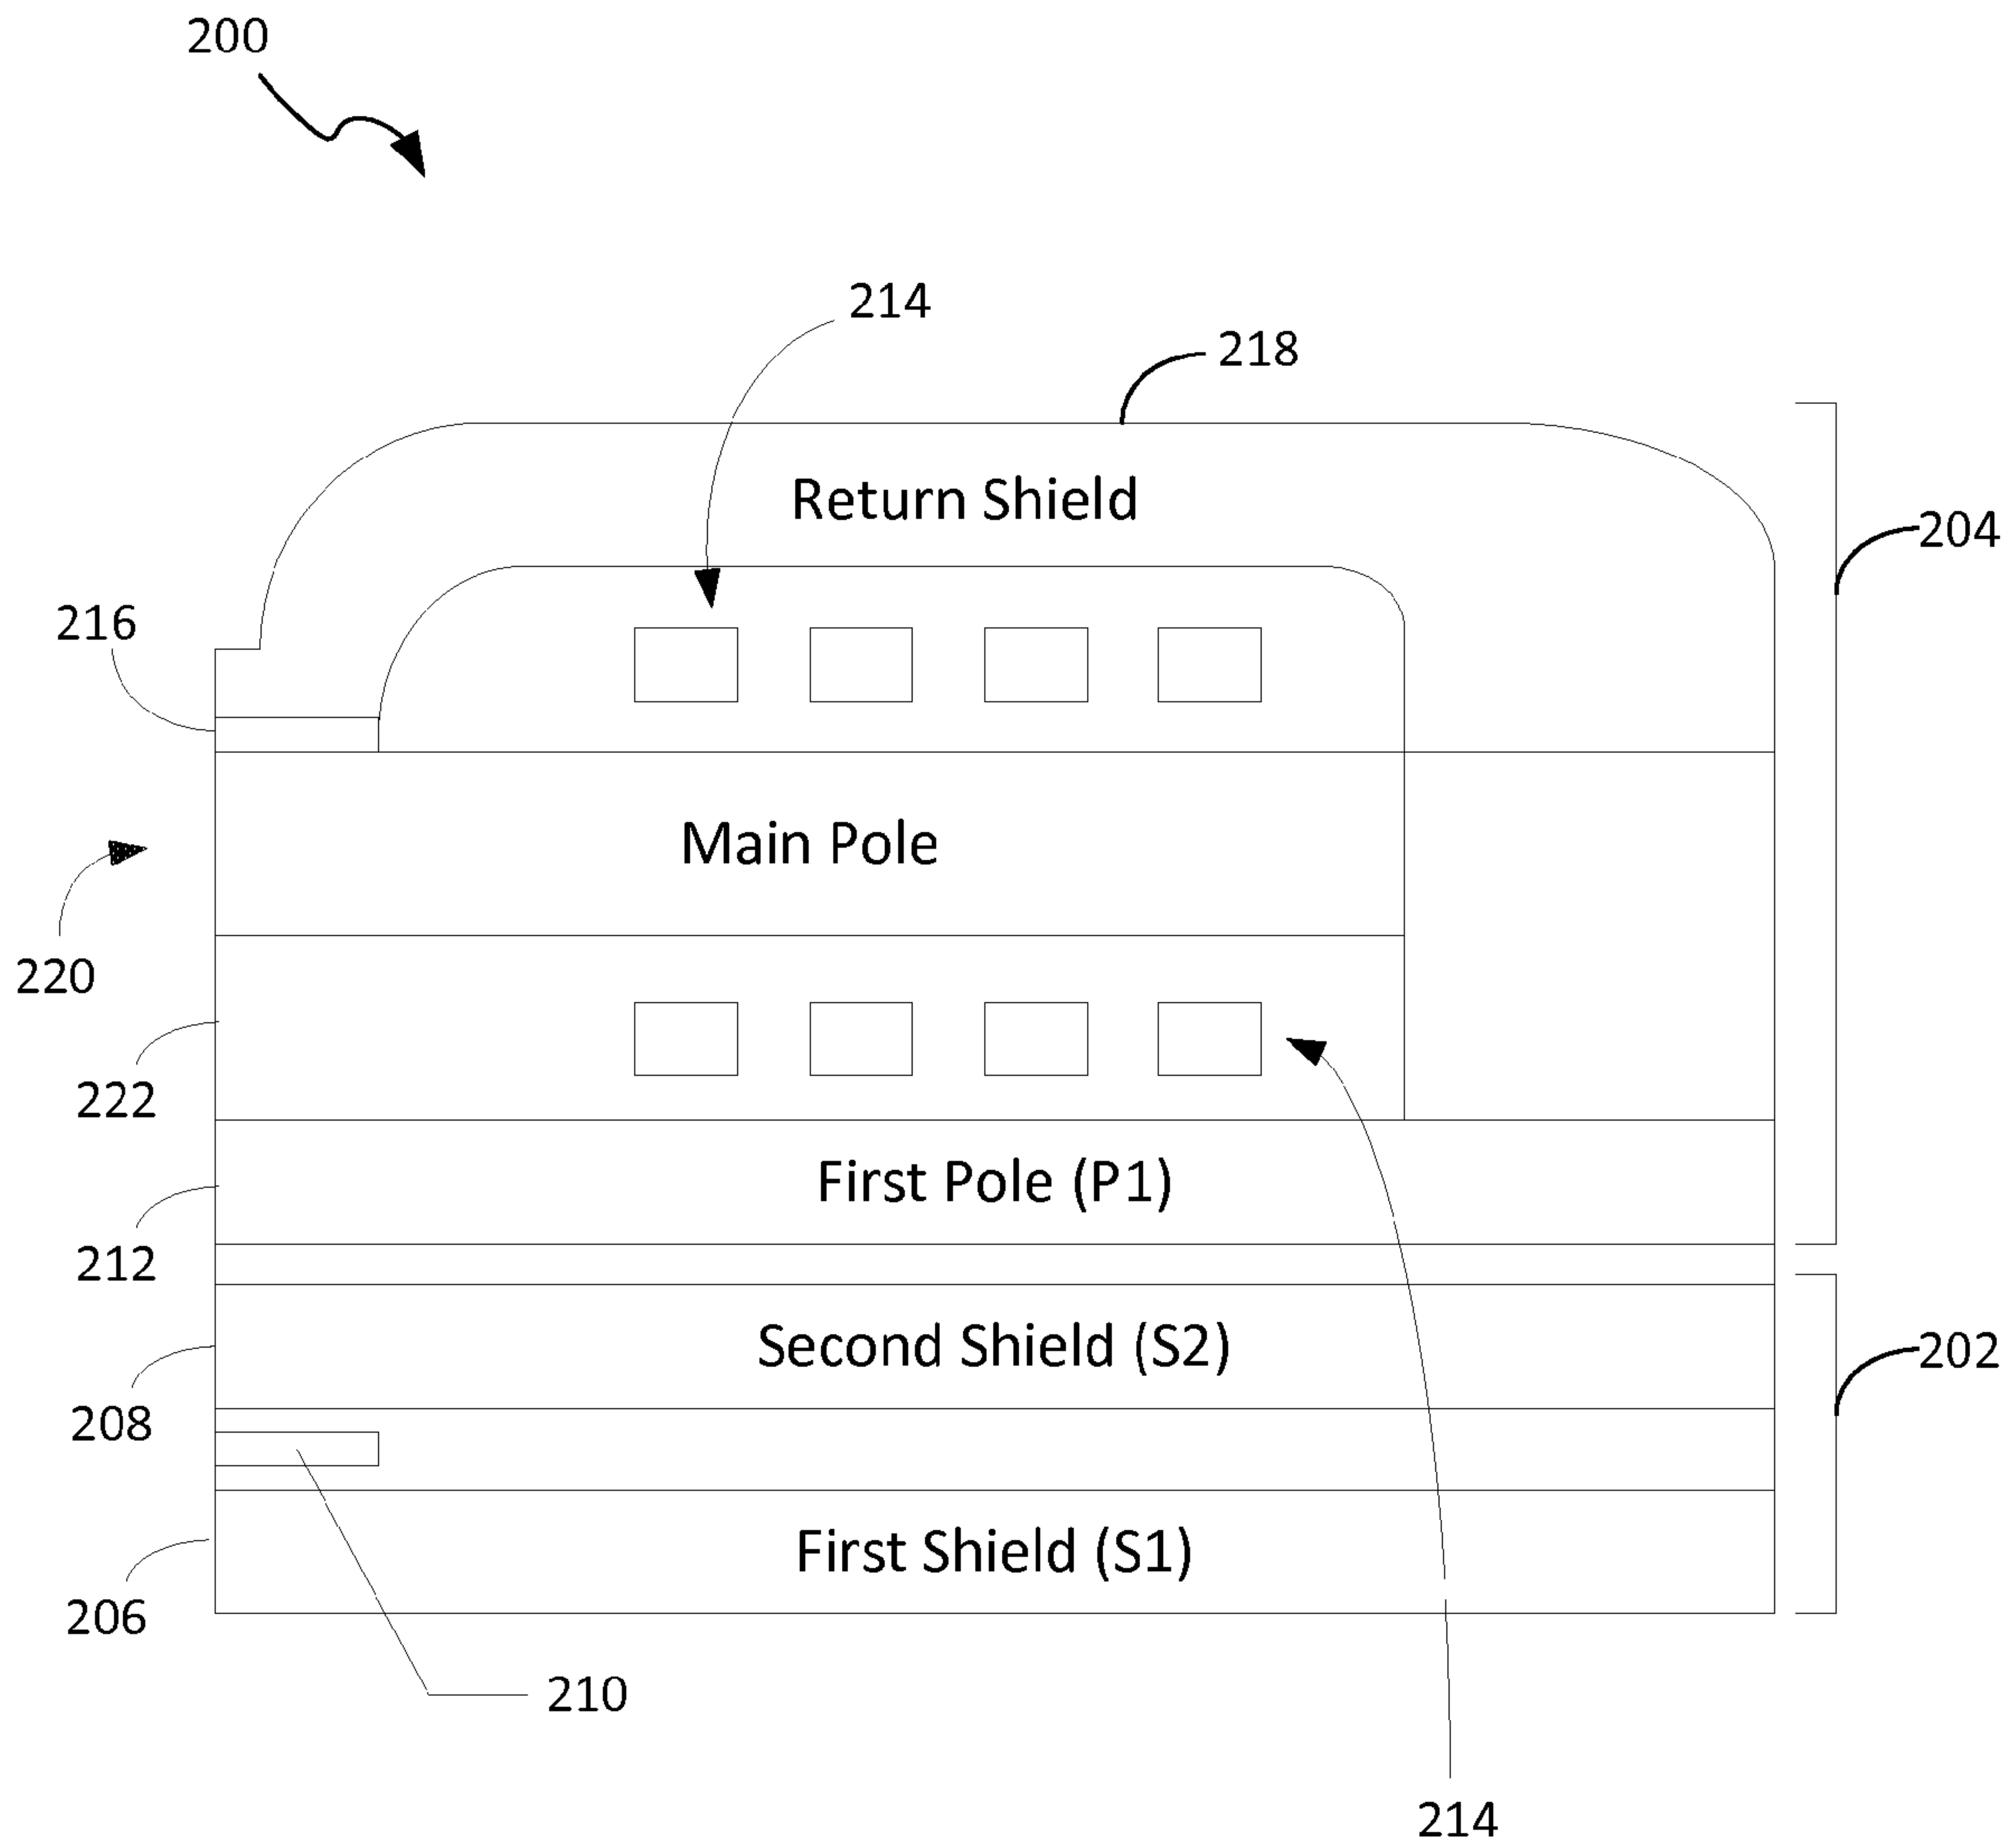 200
214
218
Return Shield
204
216
Main Pole
220
222
First Pole (P1)
212
Second Shield (S2)
202
208
First Shield (S1)
206
210
214